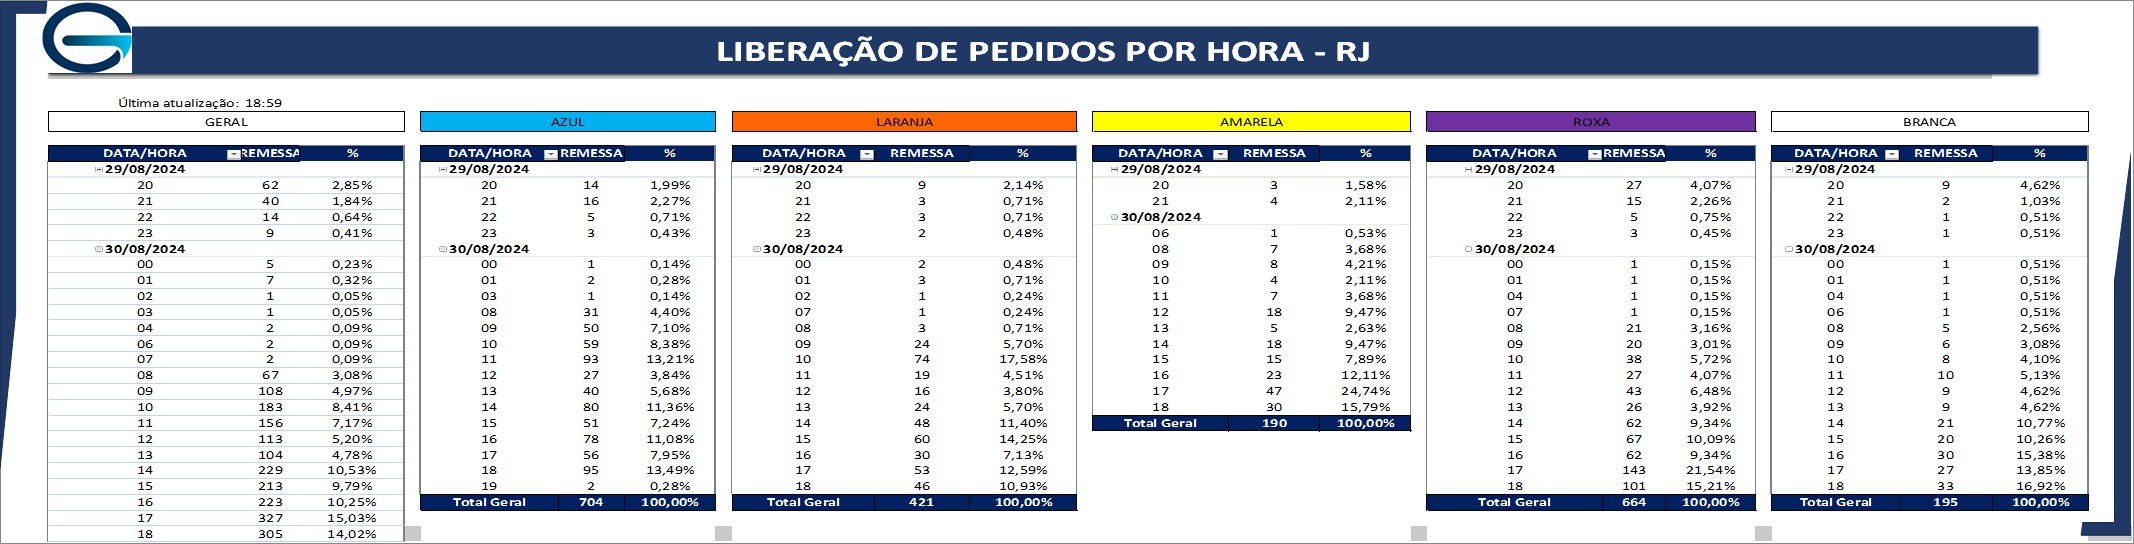 LIBERAÇÃO DE PEDIDOS POR HORA - RJ
Última atualização: 18:59
GERAL
DATA/HORA REMESSA %
29/08/2024
20 62 2,85%
21 40 1,84%
22 14 0,64%
23 9 0,41%
30/08/2024
00 5 0,23%
01 7 0,32%
02 1 0,05%
03 1 0,05%
04 2 0,09%
06 2 0,09%
07 2 0,09%
08 67 3,08%
09 108 4,97%
10 183 8,41%
11 156 7,17%
12 113 5,20%
13 104 4,78%
14 229 10,53%
15 213 9,79%
16 223 10,25%
17 327 15,03%
18 305 14,02%
AZUL
DATA/HORA REMESSA %
29/08/2024
20 14 1,99%
21 16 2,27%
22 5 0,71%
23 3 0,43%
30/08/2024
00 1 0,14%
01 2 0,28%
03 1 0,14%
08 31 4,40%
09 50 7,10%
10 59 8,38%
11 93 13,21%
12 27 3,84%
13 40 5,68%
14 80 11,36%
15 51 7,24%
16 78 11,08%
17 56 7,95%
18 95 13,49%
19 2 0,28%
Total Geral 704 100,00%
LARANJA
DATA/HORA REMESSA %
29/08/2024
20 9 2,14%
21 3 0,71%
22 3 0,71%
23 2 0,48%
30/08/2024
00 2 0,48%
01 3 0,71%
02 1 0,24%
07 1 0,24%
08 3 0,71%
09 24 5,70%
10 74 17,58%
11 19 4,51%
12 16 3,80%
13 24 5,70%
14 48 11,40%
15 60 14,25%
16 30 7,13%
17 53 12,59%
18 46 10,93%
Total Geral 421 100,00%
AMARELA
DATA/HORA REMESSA %
29/08/2024
20 3 1,58%
21 4 2,11%
30/08/2024
06 1 0,53%
08 7 3,68%
09 8 4,21%
10 4 2,11%
11 7 3,68%
12 18 9,47%
13 5 2,63%
14 18 9,47%
15 15 7,89%
16 23 12,11%
17 47 24,74%
18 30 15,79%
Total Geral 190 100,00%
ROXA
DATA/HORA REMESSA %
29/08/2024
20 27 4,07%
21 15 2,26%
22 5 0,75%
23 3 0,45%
30/08/2024
00 1 0,15%
01 1 0,15%
04 1 0,15%
07 1 0,15%
08 21 3,16%
09 20 3,01%
10 38 5,72%
11 27 4,07%
12 43 6,48%
13 26 3,92%
14 62 9,34%
15 67 10,09%
16 62 9,34%
17 143 21,54%
18 101 15,21%
Total Geral 664 100,00%
BRANCA
DATA/HORA REMESSA %
29/08/2024
20 9 4,62%
21 2 1,03%
22 1 0,51%
23 1 0,51%
30/08/2024
00 1 0,51%
01 1 0,51%
04 1 0,51%
06 1 0,51%
08 5 2,56%
09 6 3,08%
10 8 4,10%
11 10 5,13%
12 9 4,62%
13 9 4,62%
14 21 10,77%
15 20 10,26%
16 30 15,38%
17 27 13,85%
18 33 16,92%
Total Geral 195 100,00%